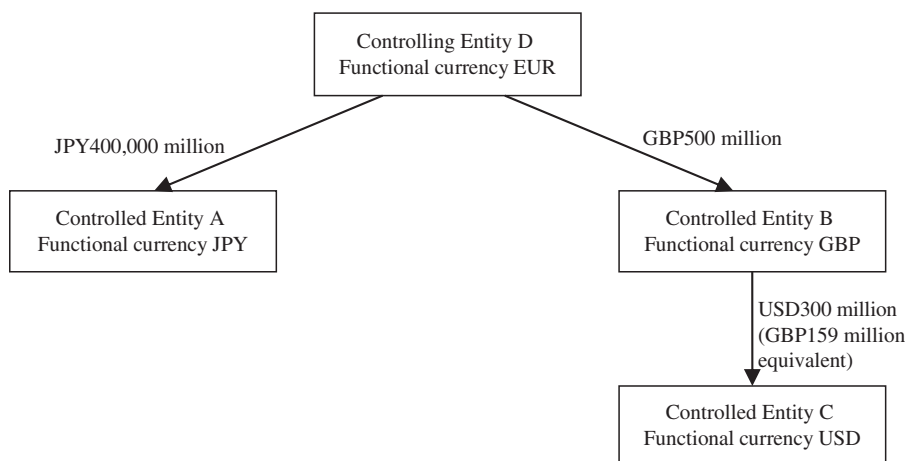 Controlling Entity D
Functional currency EUR
JPY400,000 million
GBP500 million
Controlled Entity A
Functional currency JPY
Controlled Entity B
Functional currency GBP
USD300 million
(GBP159 million
equivalent)
Controlled Entity C
Functional currency USD